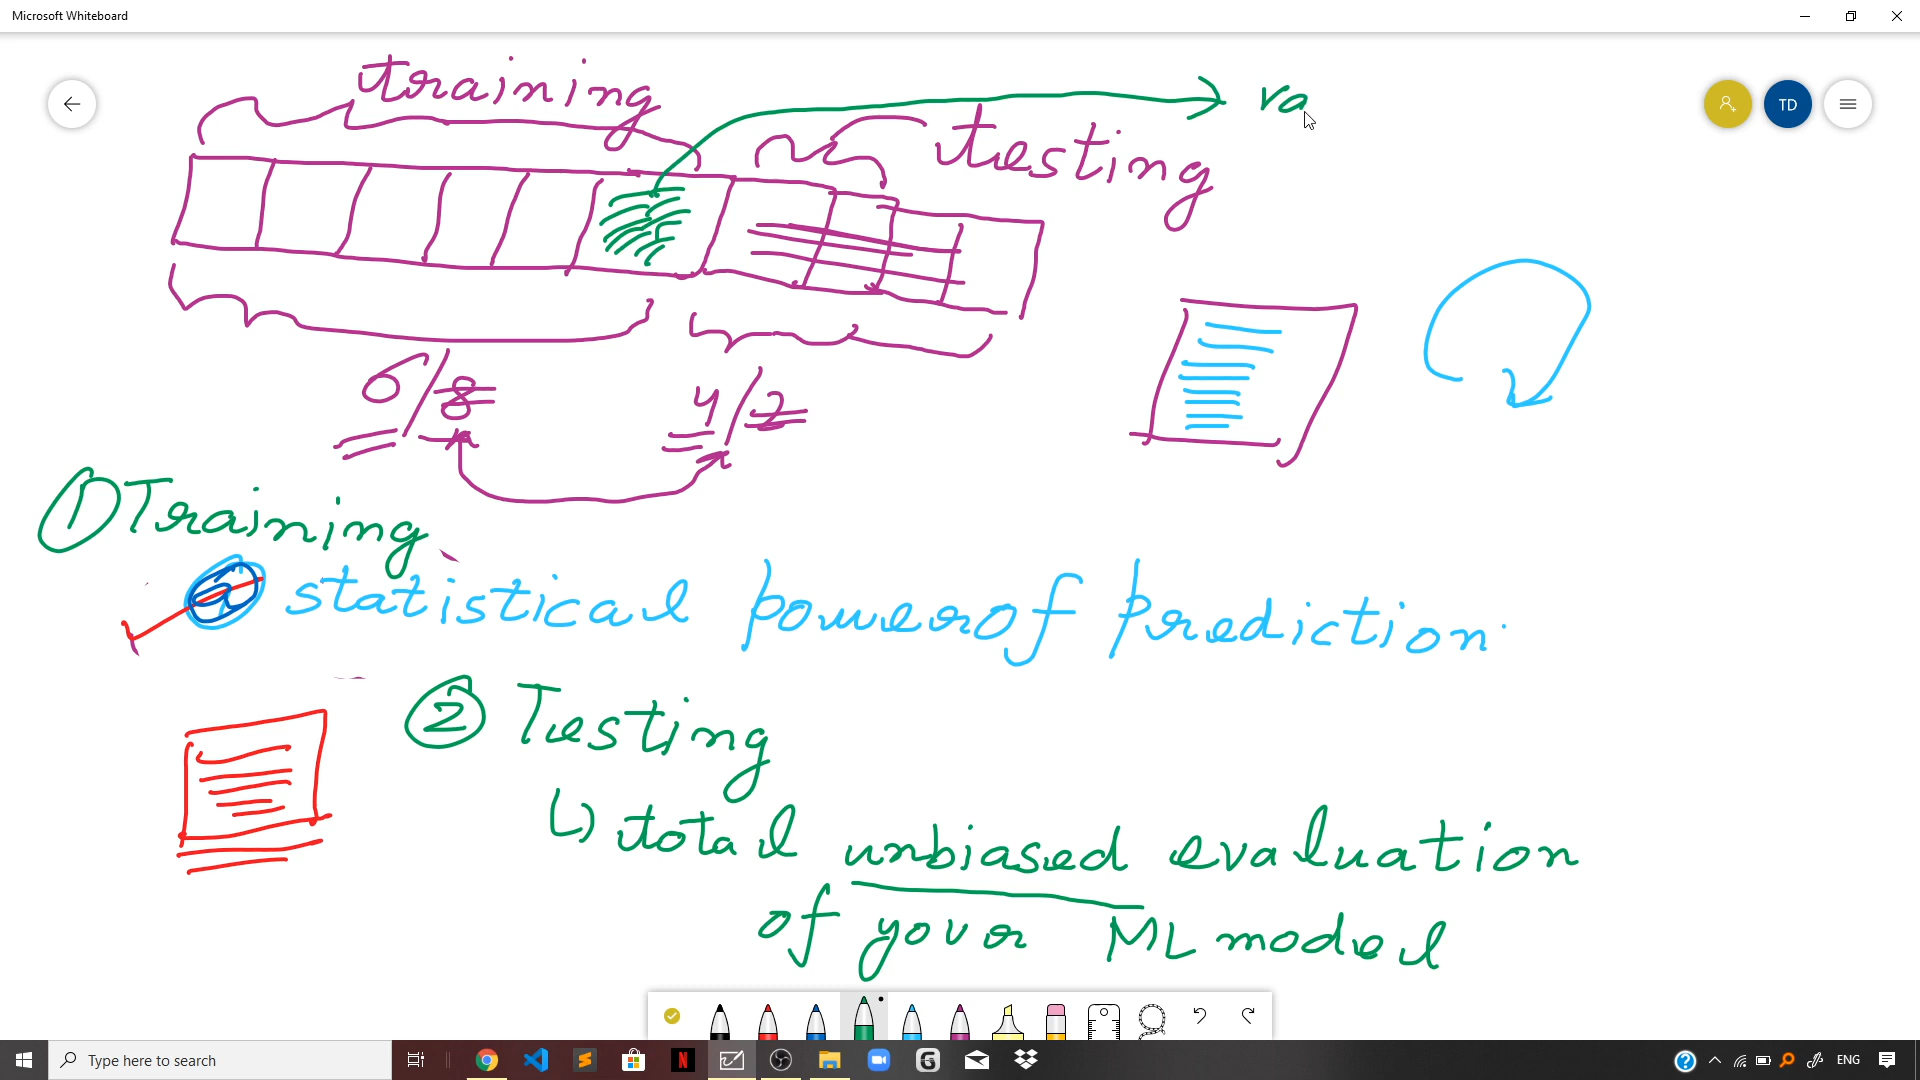 Microsoft Whiteboard
training
va
testing
TD
6/8
4/2
① Training
statistical power of prediction
② Testing
↳ total unbiased evaluation
of your ML model
Type here to search
ENG